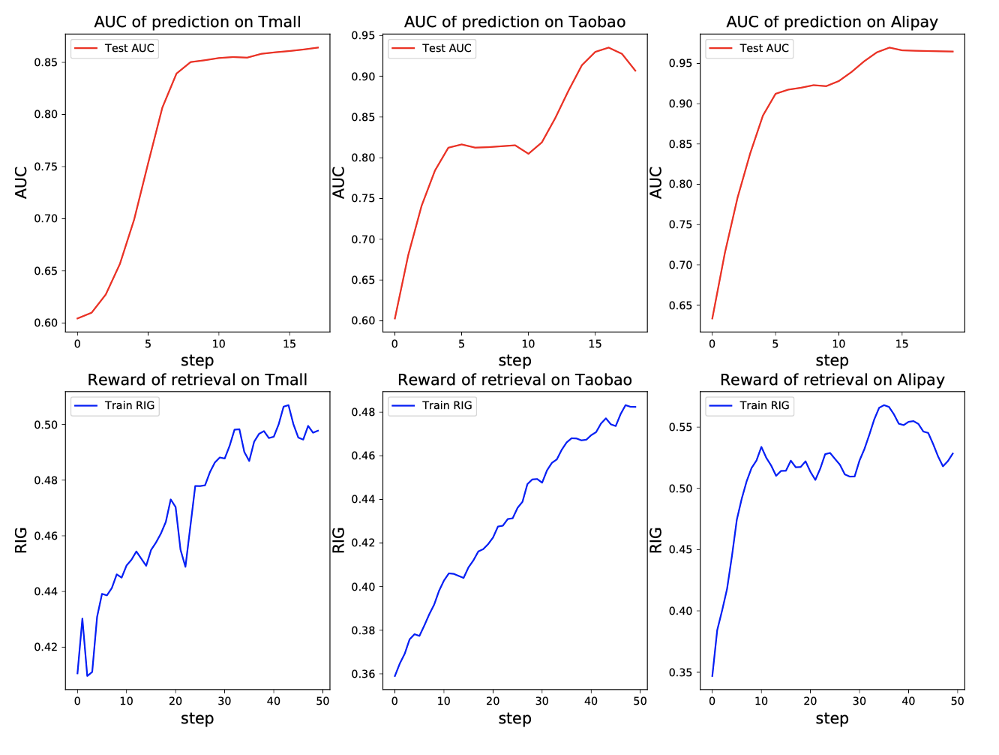 AUC of prediction on Tmall
Test AUC
0.85
0.80
0.75
0.70
0.65
0.60
AUC
0
5
10
15
step
AUC of prediction on Taobao
Test AUC
0.95
0.90
0.85
0.80
0.75
0.70
0.65
0.60
AUC
0
5
10
15
step
AUC of prediction on Alipay
Test AUC
0.95
0.90
0.85
0.80
0.75
0.70
0.65
AUC
0
5
10
15
step
Reward of retrieval on Tmall
Train RIG
0.50
0.48
0.46
0.44
0.42
RIG
0
10
20
30
40
50
step
Reward of retrieval on Taobao
Train RIG
0.48
0.46
0.44
0.42
0.40
0.38
0.36
RIG
0
10
20
30
40
50
step
Reward of retrieval on Alipay
Train RIG
0.55
0.50
0.45
0.40
0.35
RIG
0
10
20
30
40
50
step